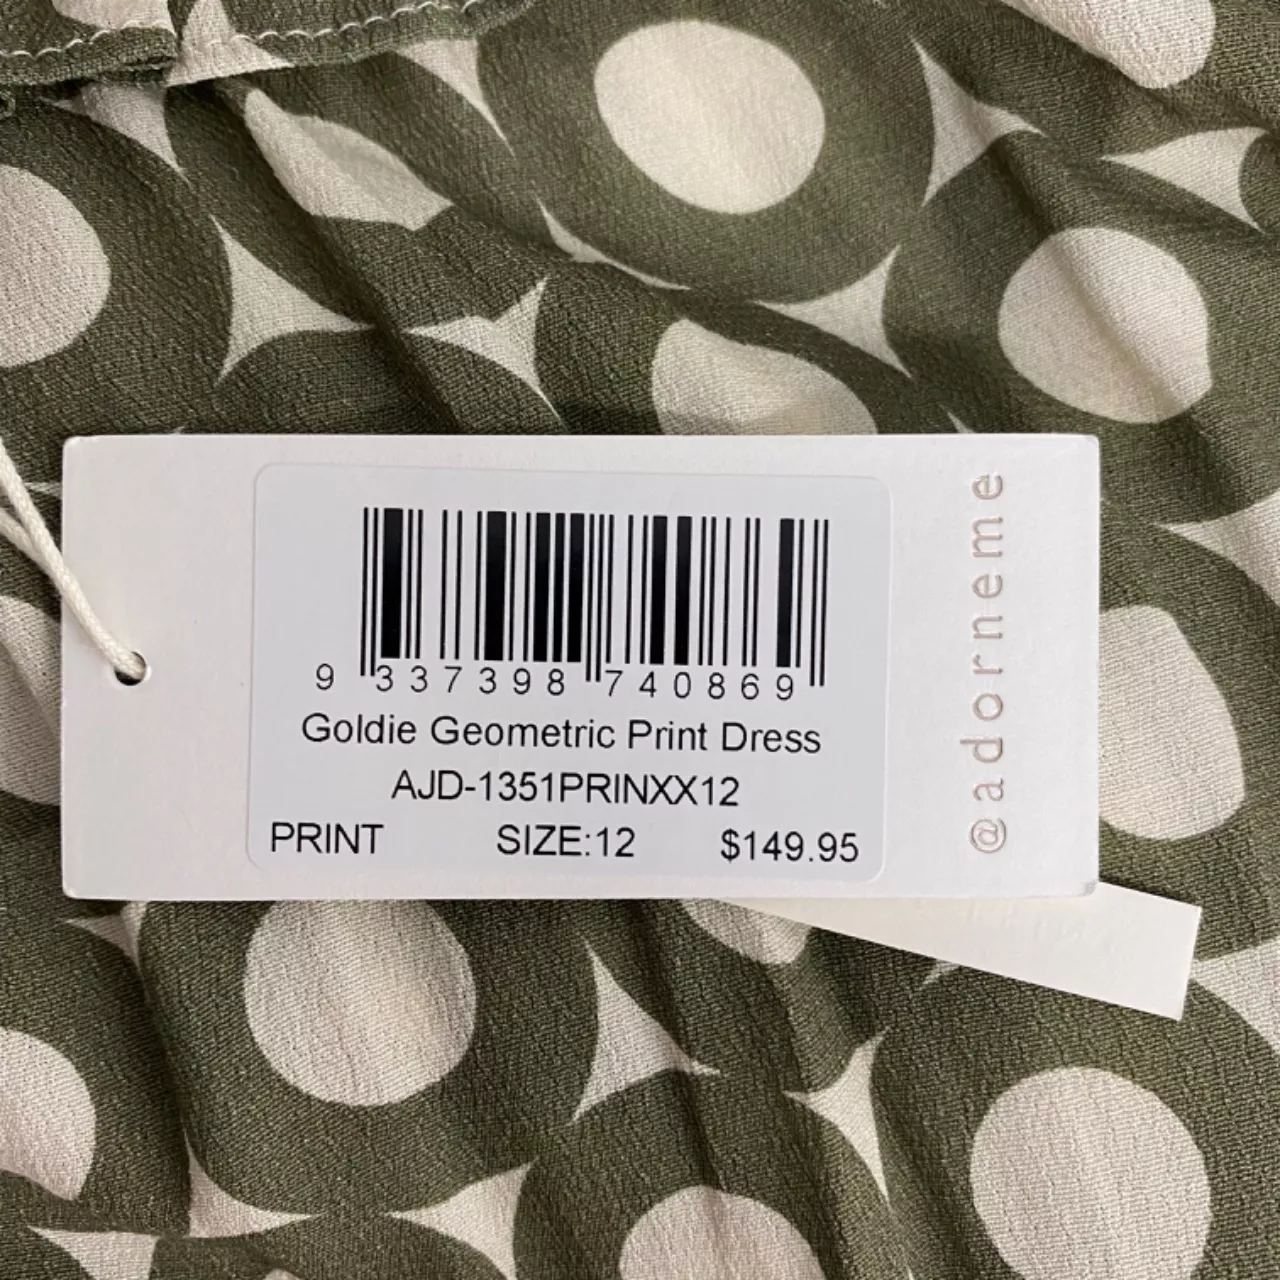 9 337398 740869
Goldie Geometric Print Dress
AJD-1351PRINXX12
PRINT SIZE:12 $149.95
@adorneme